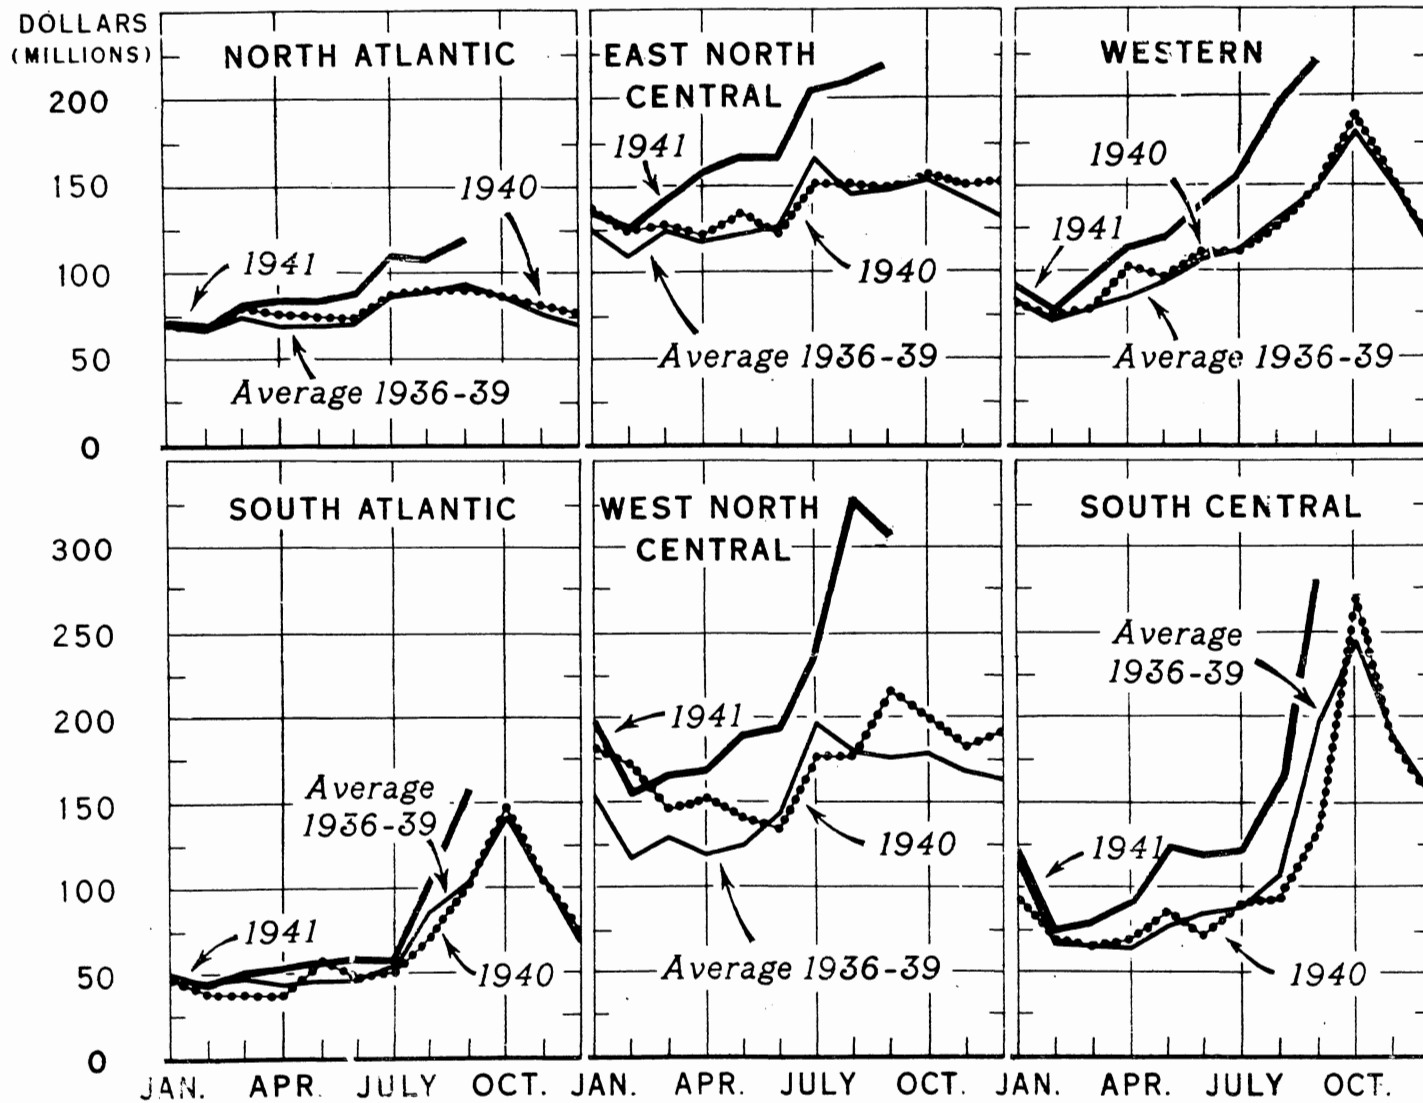 DOLLARS
(MILLIONS)
NORTH ATLANTIC
200
150
100
50
0
1941
1940
Average 1936-39
EAST NORTH
CENTRAL
1941
1940
Average 1936-39
WESTERN
1940
1941
Average 1936-39
SOUTH ATLANTIC
300
250
200
150
100
50
0
Average
1936-39
1941
1940
WEST NORTH
CENTRAL
1941
1940
Average 1936-39
SOUTH CENTRAL
Average
1936-39
1941
1940
JAN. APR. JULY OCT. JAN. APR. JULY OCT. JAN. APR. JULY OCT.